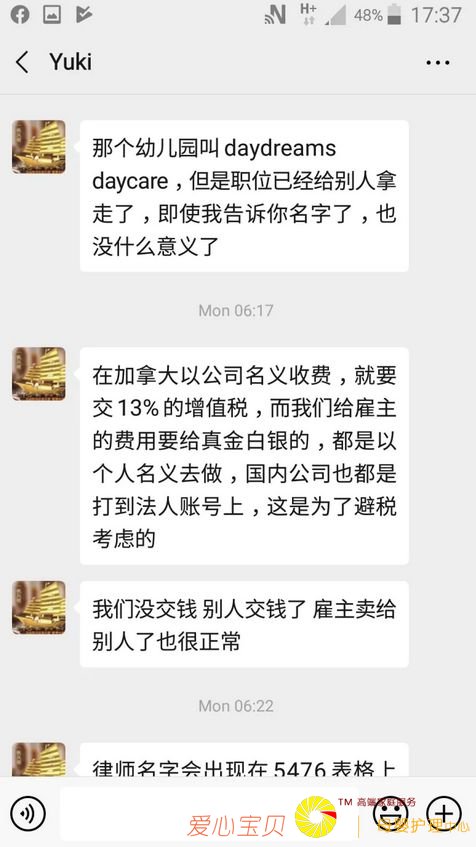 48%
17:37
Yuki
那个幼儿园叫 daydreams
daycare，但是职位已经给别人拿
走了，即使我告诉你名字了，也
没什么意义了
Mon 06:17
在加拿大以公司名义收费，就要
交 13% 的增值税，而我们给雇主
的费用要给真金白银的，都是以
个人名义去做，国内公司也都是
打到法人账号上，这是为了避税
考虑的
我们没交钱 别人交钱了 雇主卖给
别人了也很正常
Mon 06:22
律师名字会出现在 5476 表格上
爱心宝贝
TM 高端家庭服务
母婴护理中心